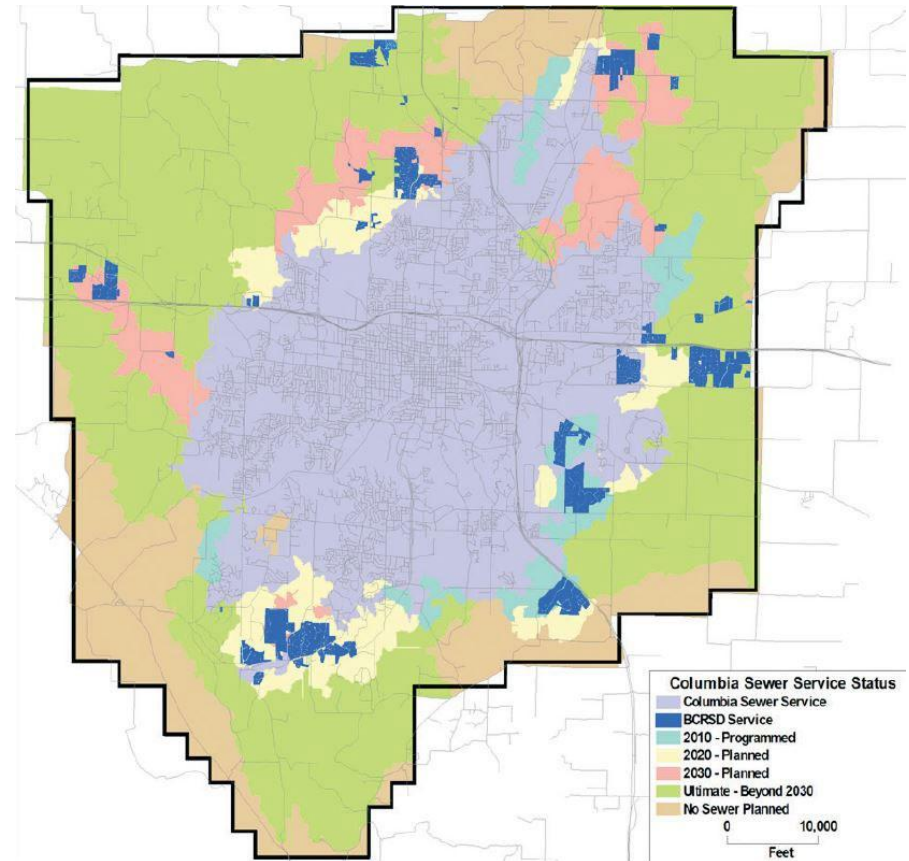 Columbia Sewer Service Status
Columbia Sewer Service
BCRSD Service
2010 - Programmed
2020 - Planned
2030 - Planned
Ultimate - Beyond 2030
No Sewer Planned
0 10,000
Feet